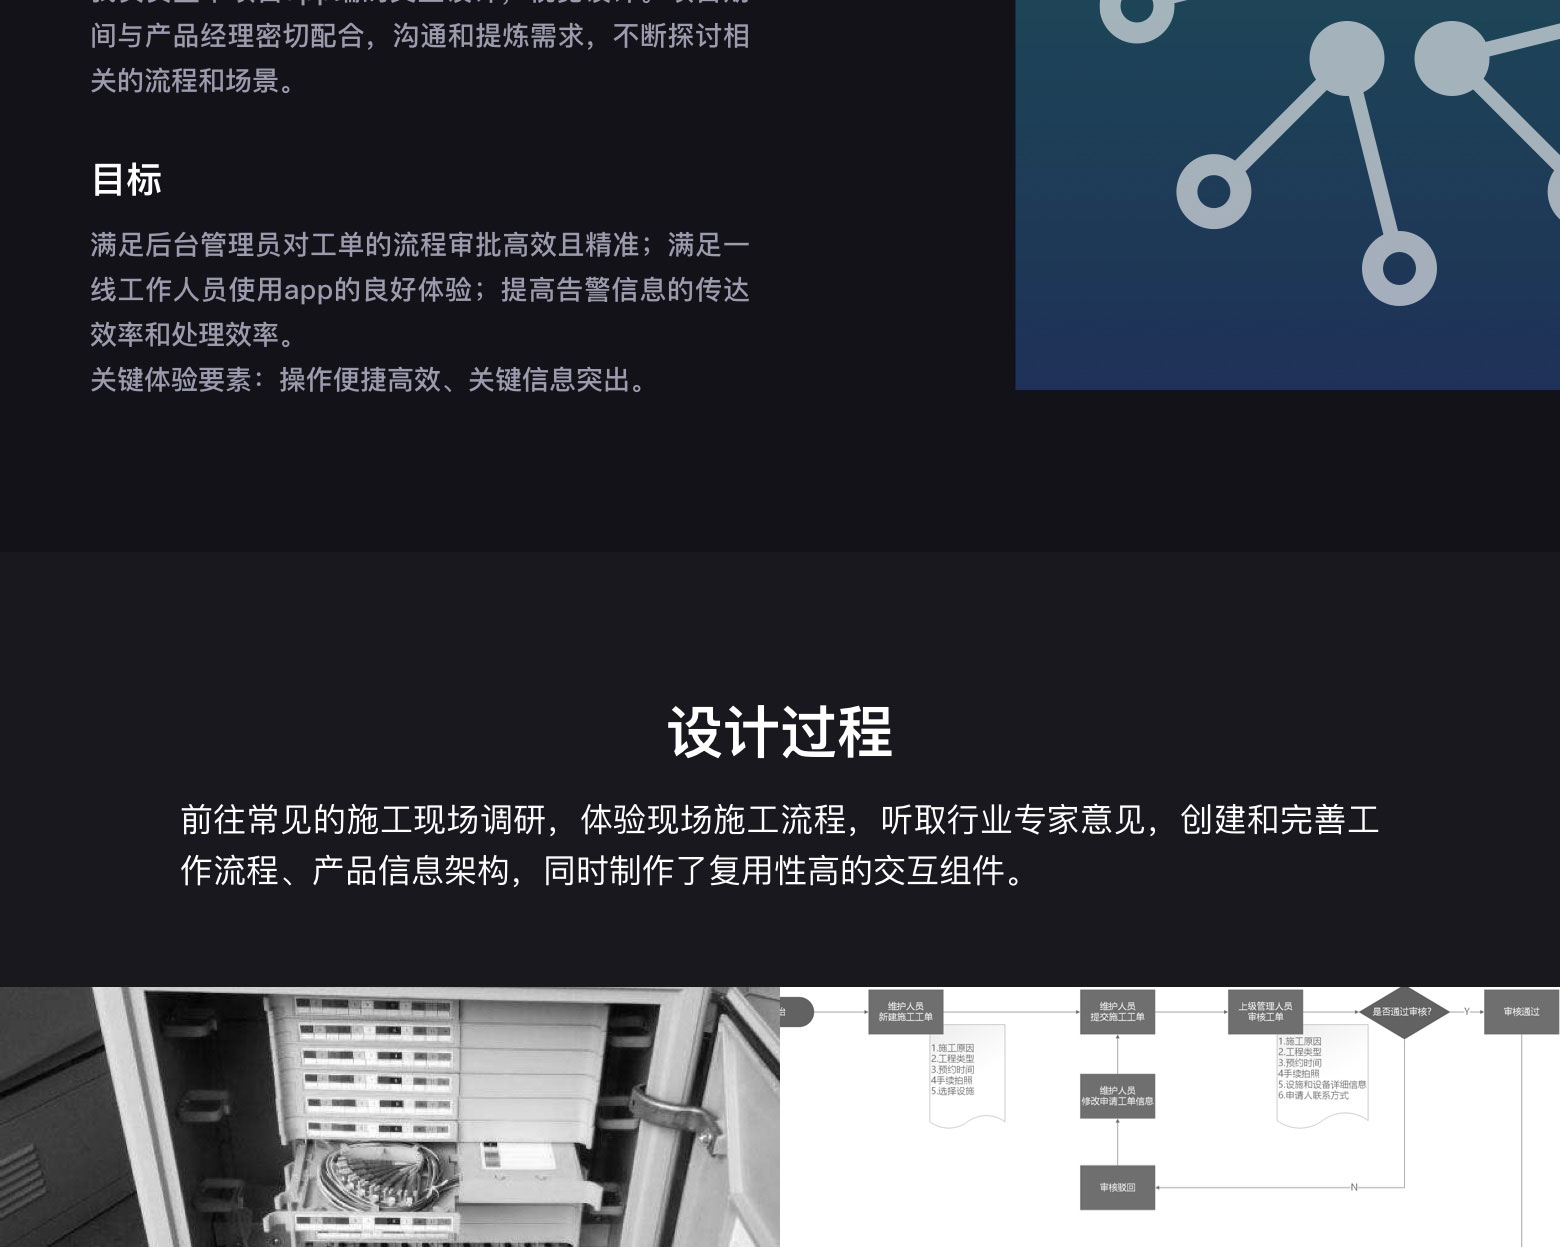 间与产品经理密切配合，沟通和提炼需求，不断探讨相
关的流程和场景。
目标
满足后台管理员对工单的流程审批高效且精准；满足一
线工作人员使用app的良好体验；提高告警信息的传达
效率和处理效率。
关键体验要素：操作便捷高效、关键信息突出。
设计过程
前往常见的施工现场调研，体验现场施工流程，听取行业专家意见，创建和完善工
作流程、产品信息架构，同时制作了复用性高的交互组件。
维护人员
新建施工工单
维护人员
提交施工工单
上级管理人员
审核工单
是否通过审核?
Y
审核通过
1.施工原因
2.工程类型
3.预约时间
4手续拍照
5.选择设施
1.施工原因
2.工程类型
3.预约时间
4手续拍照
5.设施和设备详细信息
6.申请人联系方式
维护人员
修改申请工单信息
审核驳回
N